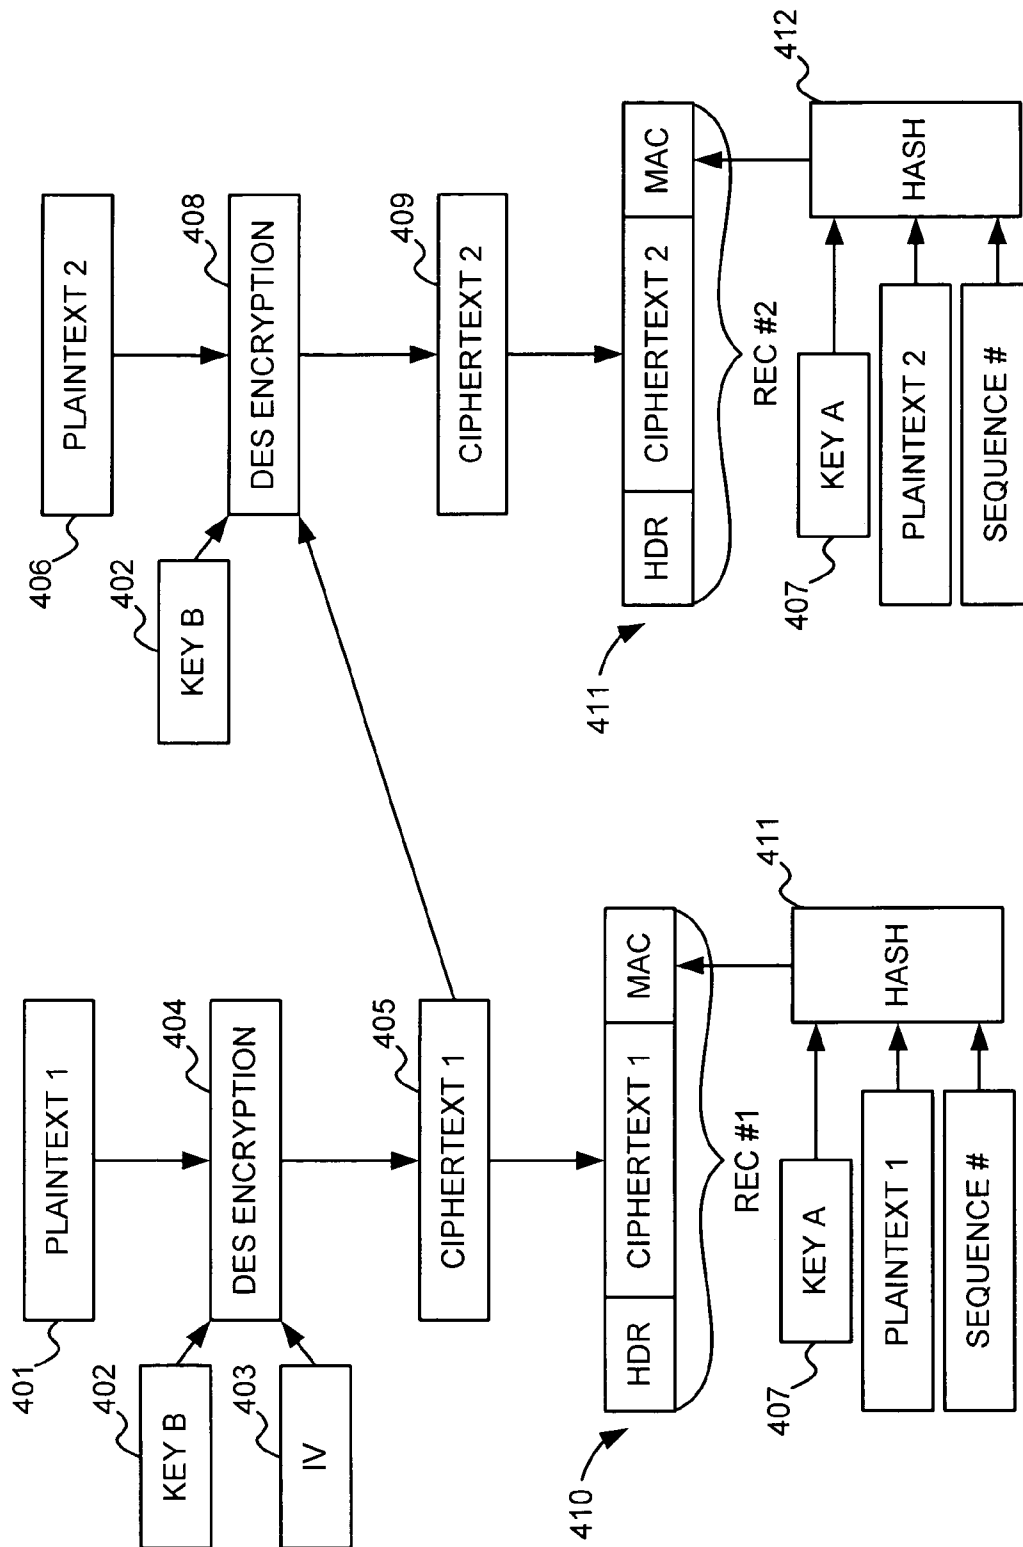 PLAINTEXT 1
401
KEY B
402
IV
403
DES ENCRYPTION
404
CIPHERTEXT 1
405
HDR
CIPHERTEXT 1
MAC
410
REC #1
KEY A
407
PLAINTEXT 1
SEQUENCE #
HASH
411
PLAINTEXT 2
406
KEY B
402
DES ENCRYPTION
408
CIPHERTEXT 2
409
HDR
CIPHERTEXT 2
MAC
411
REC #2
KEY A
407
PLAINTEXT 2
SEQUENCE #
HASH
412